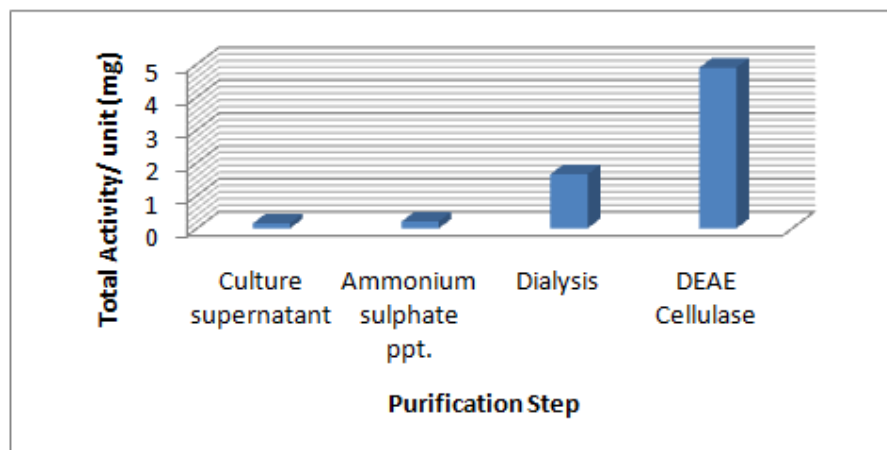 Total Activity/ unit (mg)
5
4
3
2
1
0
Culture
supernatant
Ammonium
sulphate
ppt.
Dialysis
DEAE
Cellulase
Purification Step